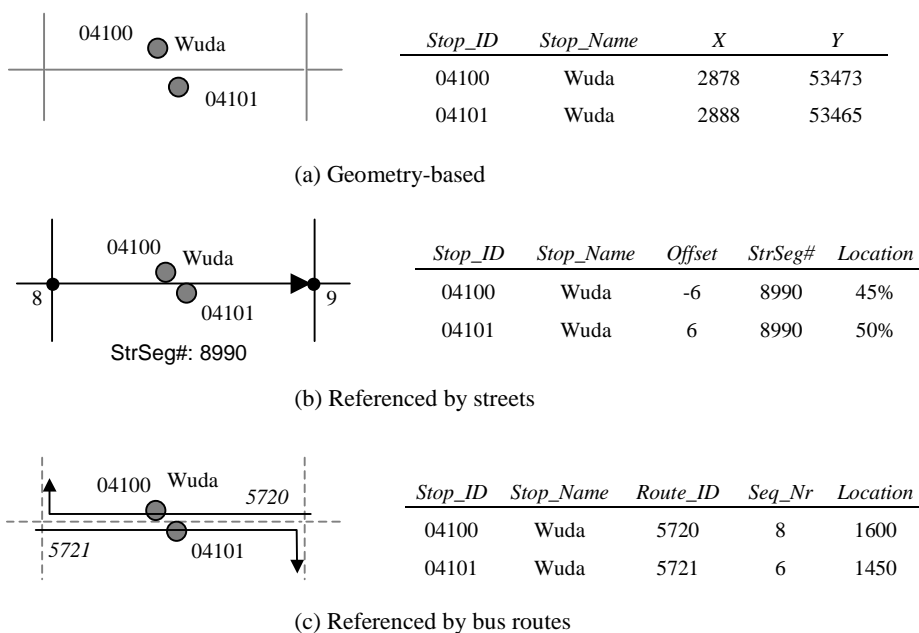 04100 Wuda
04101
Stop_ID Stop_Name X Y
04100 Wuda 2878 53473
04101 Wuda 2888 53465
(a) Geometry-based
04100 Wuda
8 04101 9
StrSeg#: 8990
Stop_ID Stop_Name Offset StrSeg# Location
04100 Wuda -6 8990 45%
04101 Wuda 6 8990 50%
(b) Referenced by streets
04100 Wuda 5720
5721 04101
Stop_ID Stop_Name Route_ID Seq_Nr Location
04100 Wuda 5720 8 1600
04101 Wuda 5721 6 1450
(c) Referenced by bus routes